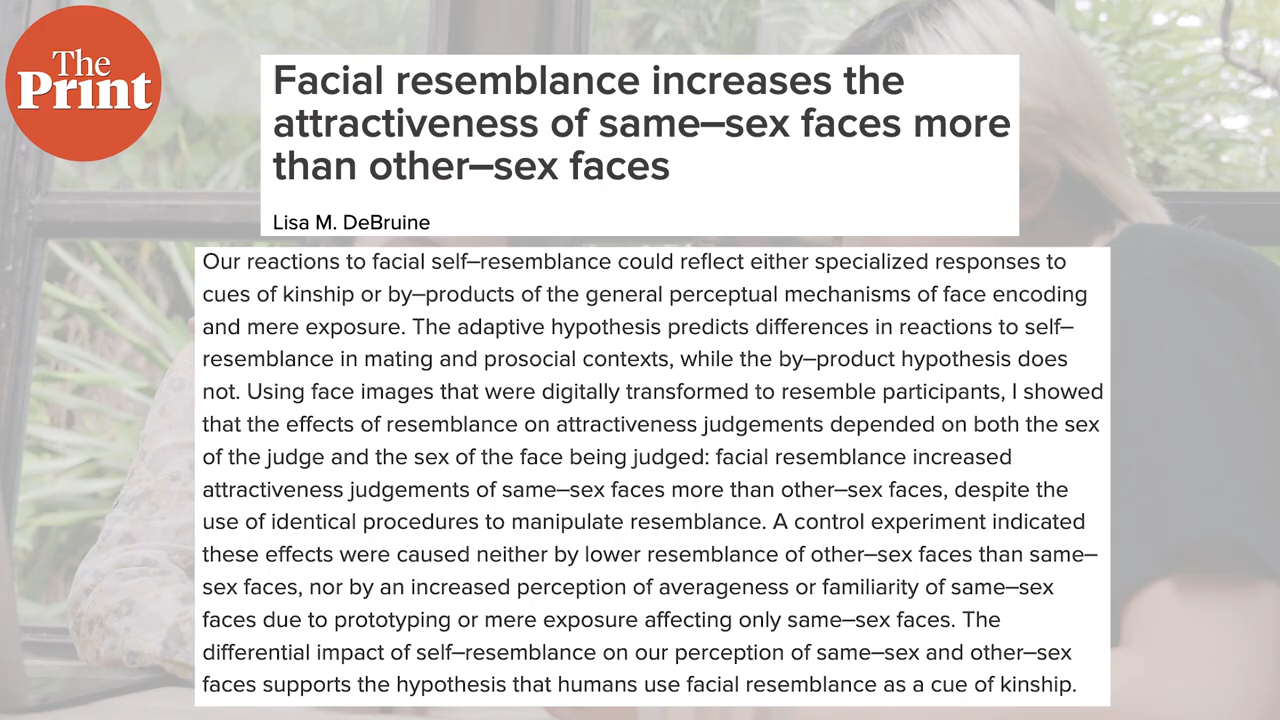 The
Print
Facial resemblance increases the
attractiveness of same–sex faces more
than other–sex faces
Lisa M. DeBruine
Our reactions to facial self–resemblance could reflect either specialized responses to
cues of kinship or by–products of the general perceptual mechanisms of face encoding
and mere exposure. The adaptive hypothesis predicts differences in reactions to self–
resemblance in mating and prosocial contexts, while the by–product hypothesis does
not. Using face images that were digitally transformed to resemble participants, I showed
that the effects of resemblance on attractiveness judgements depended on both the sex
of the judge and the sex of the face being judged: facial resemblance increased
attractiveness judgements of same–sex faces more than other–sex faces, despite the
use of identical procedures to manipulate resemblance. A control experiment indicated
these effects were caused neither by lower resemblance of other–sex faces than same–
sex faces, nor by an increased perception of averageness or familiarity of same–sex
faces due to prototyping or mere exposure affecting only same–sex faces. The
differential impact of self–resemblance on our perception of same–sex and other–sex
faces supports the hypothesis that humans use facial resemblance as a cue of kinship.